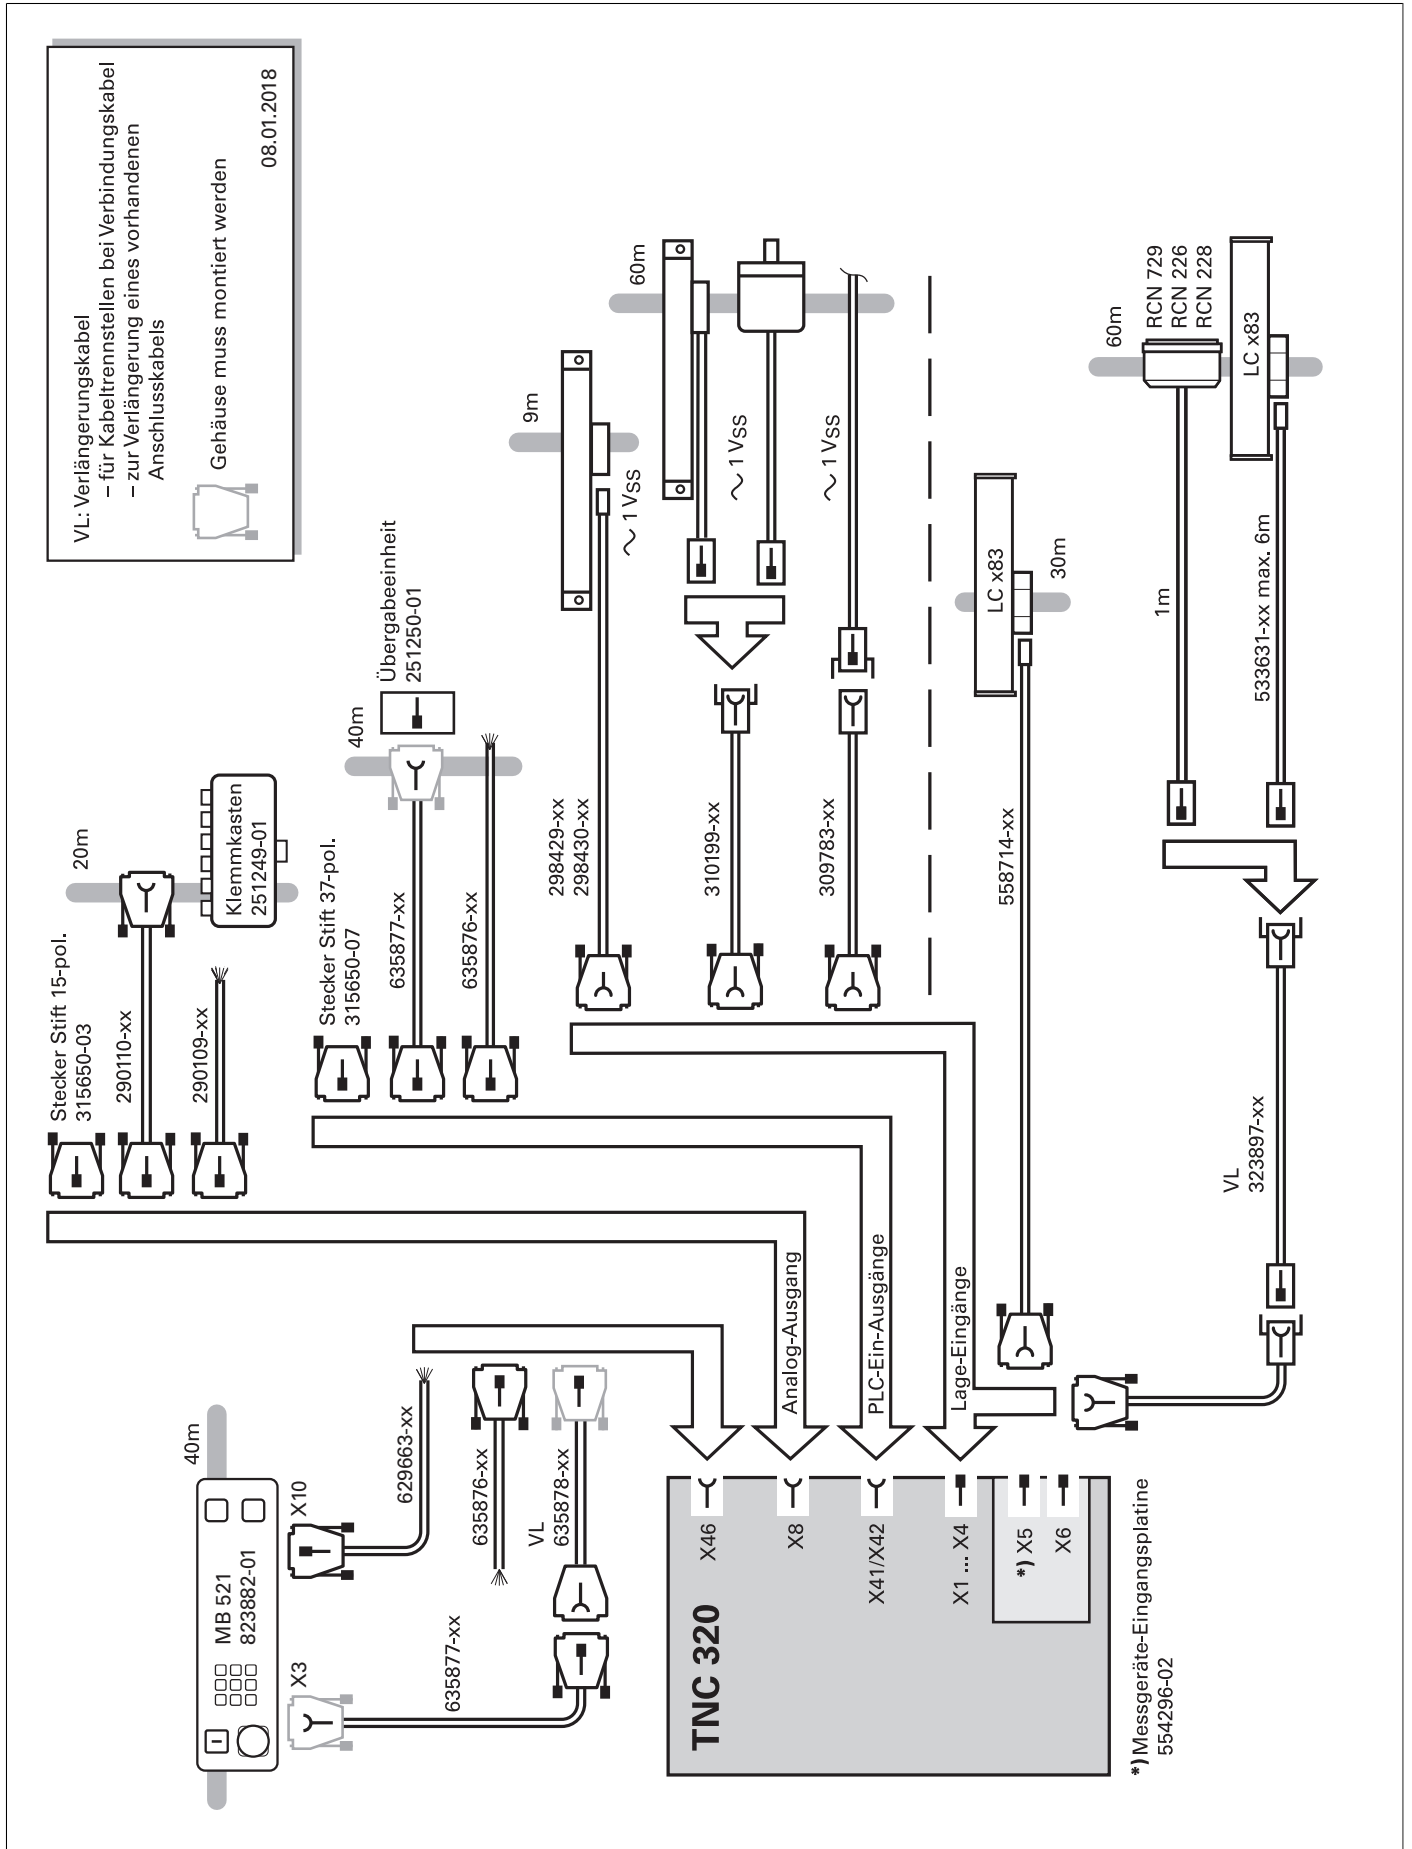 VL: Verlängerungskabel
– für Kabeltrennstellen bei Verbindungskabel
– zur Verlängerung eines vorhandenen
Anschlusskabels
Gehäuse muss montiert werden
08.01.2018
40m
MB 521
823882-01
X3
X10
629663-xx
635877-xx
635876-xx
VL
635878-xx
Stecker Stift 15-pol.
315650-03
20m
290110-xx
290109-xx
Klemmkasten
251249-01
Stecker Stift 37-pol.
315650-07
40m
Übergabeeinheit
251250-01
635877-xx
635876-xx
9m
298429-xx
298430-xx
~ 1 VSS
60m
310199-xx
~ 1 VSS
309783-xx
~ 1 VSS
TNC 320
X46
X8
Analog-Ausgang
X41/X42
PLC-Ein-Ausgänge
X1 ... X4
Lage-Eingänge
*) X5
X6
558714-xx
LC x83
30m
60m
1m
RCN 729
RCN 226
RCN 228
VL
323897-xx
533631-xx max. 6m
LC x83
*) Messgeräte-Eingangsplatine
554296-02